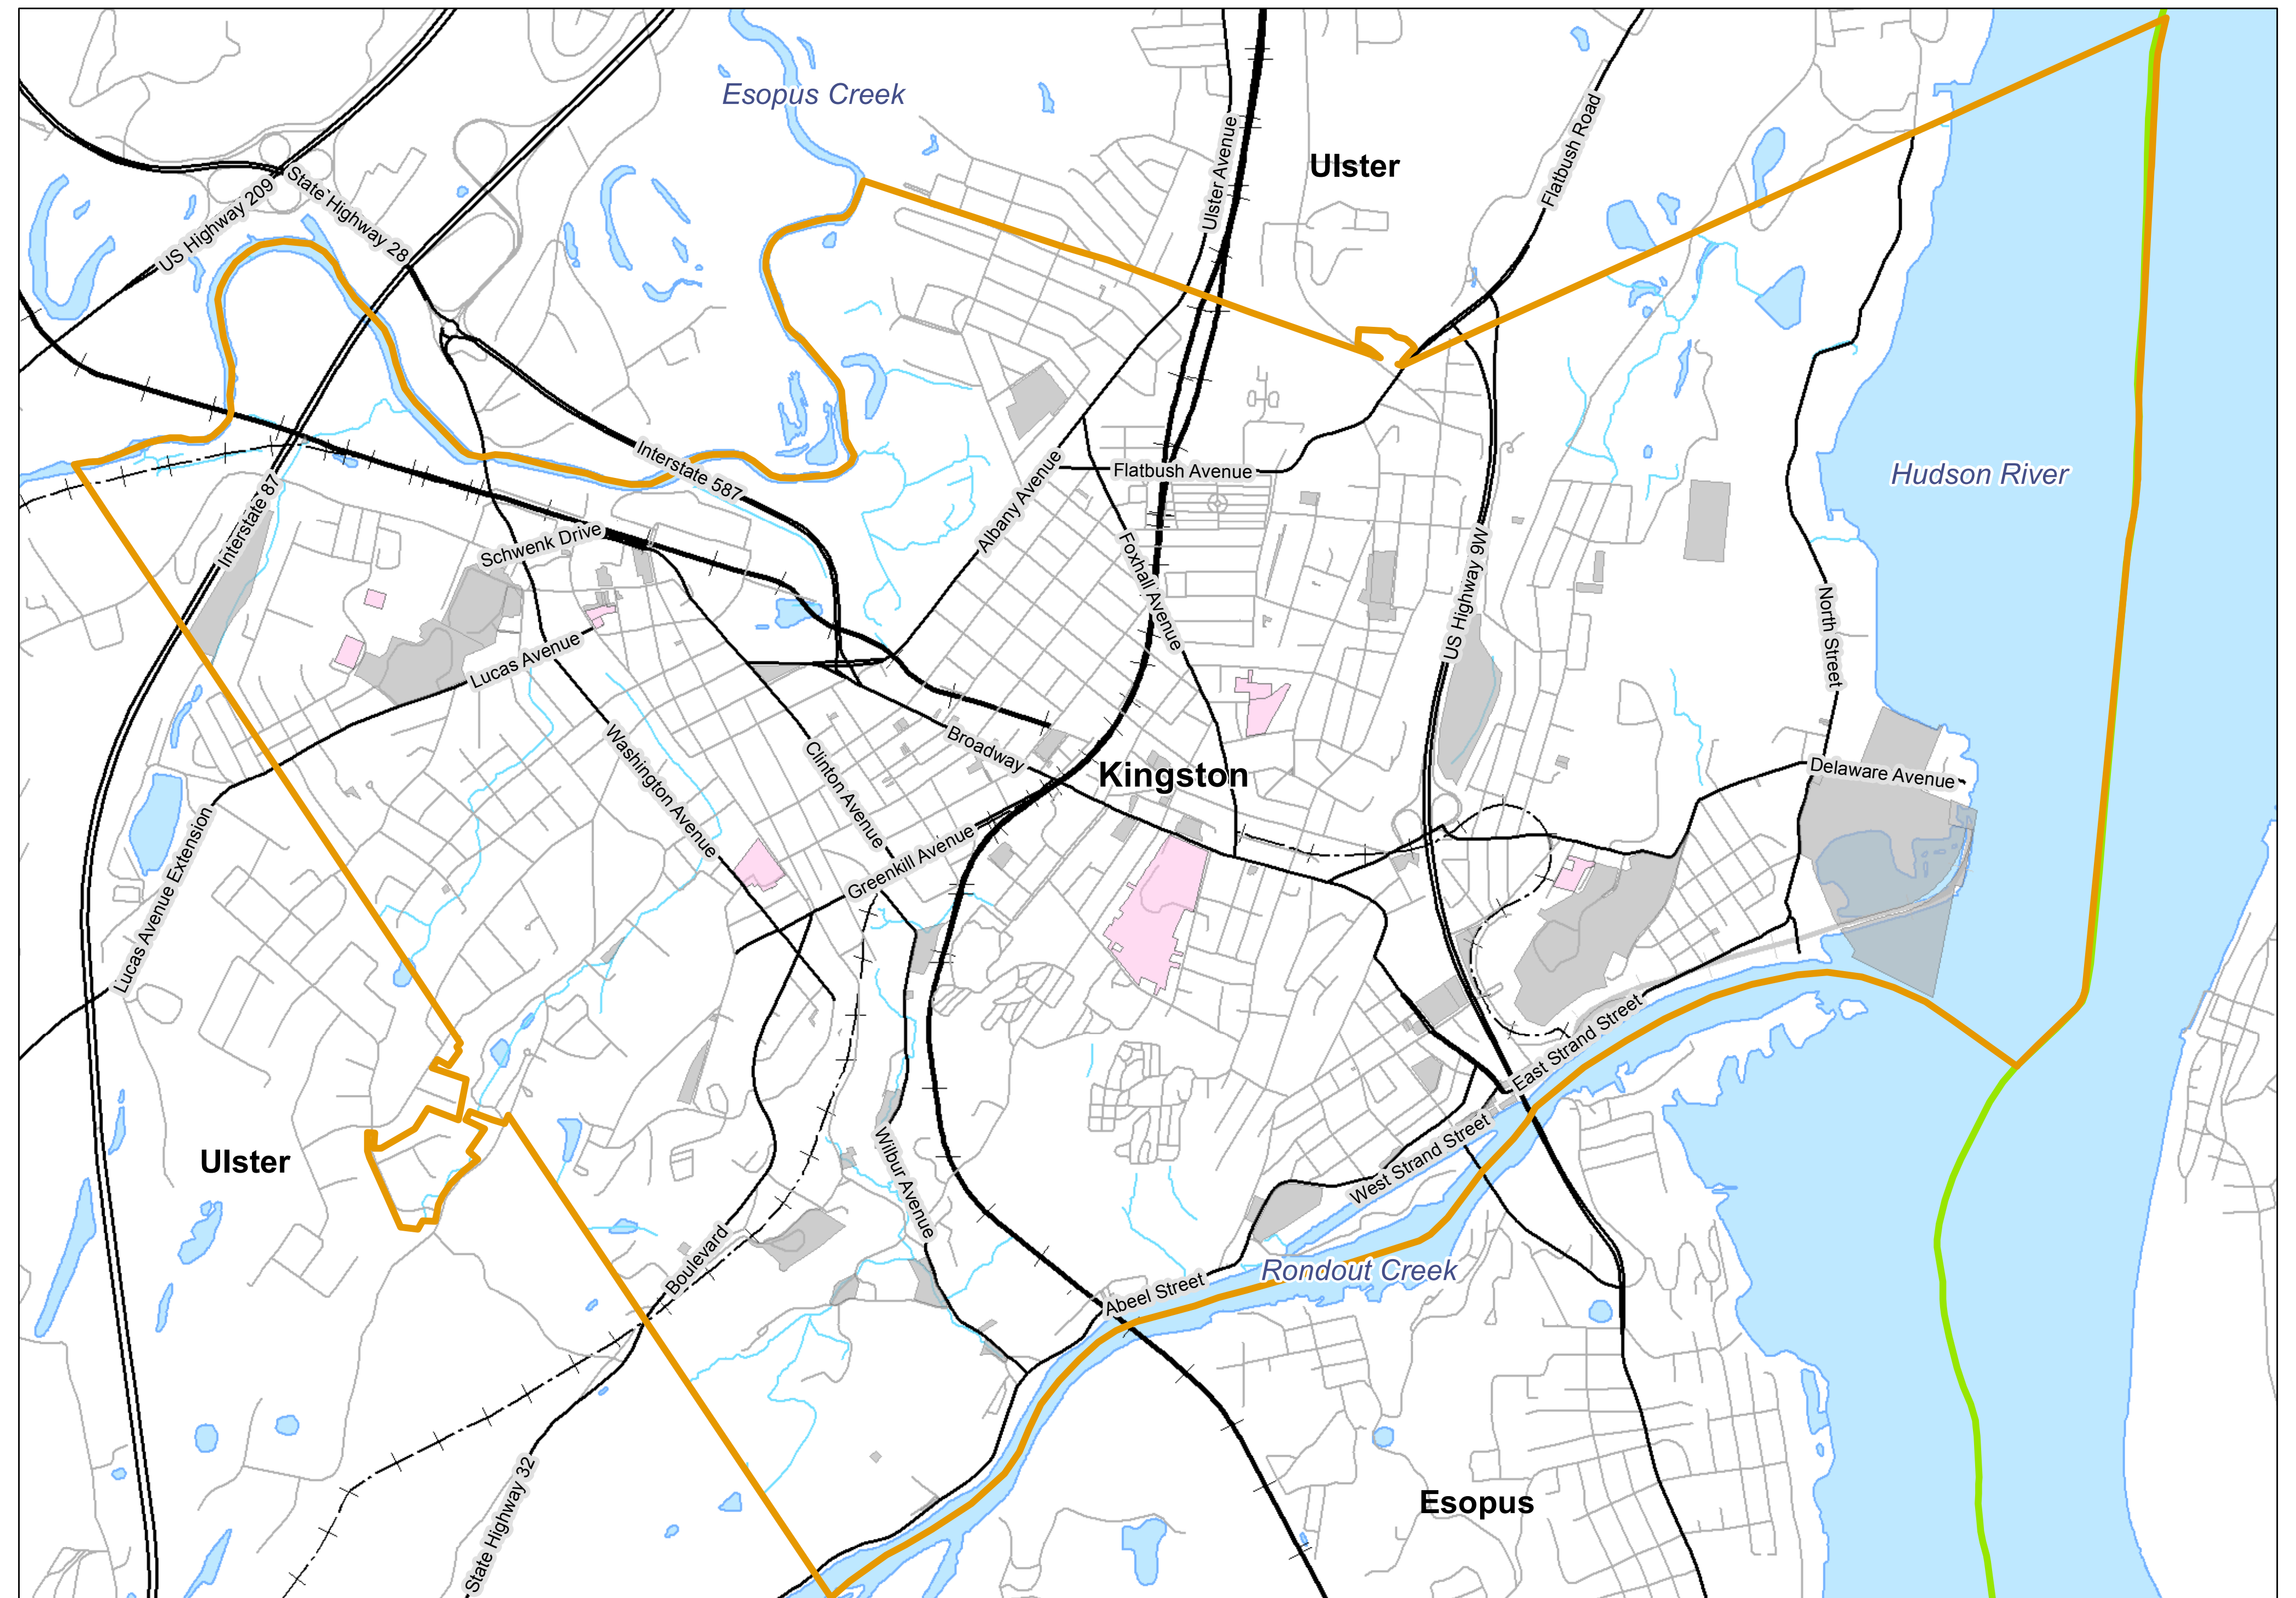 Esopus Creek
Ulster
Ulster Avenue
Flatbush Road
US Highway 209
State Highway 28
Hudson River
Interstate 587
Flatbush Avenue
Albany Avenue
Interstate 87
Schwenk Drive
Foxhall Avenue
US Highway 9W
North Street
Lucas Avenue
Washington Avenue
Clinton Avenue
Broadway
Kingston
Delaware Avenue
Greenkill Avenue
Lucas Avenue Extension
East Strand Street
West Strand Street
Ulster
Wilbur Avenue
Boulevard
Abeel Street
Rondout Creek
Esopus
State Highway 32